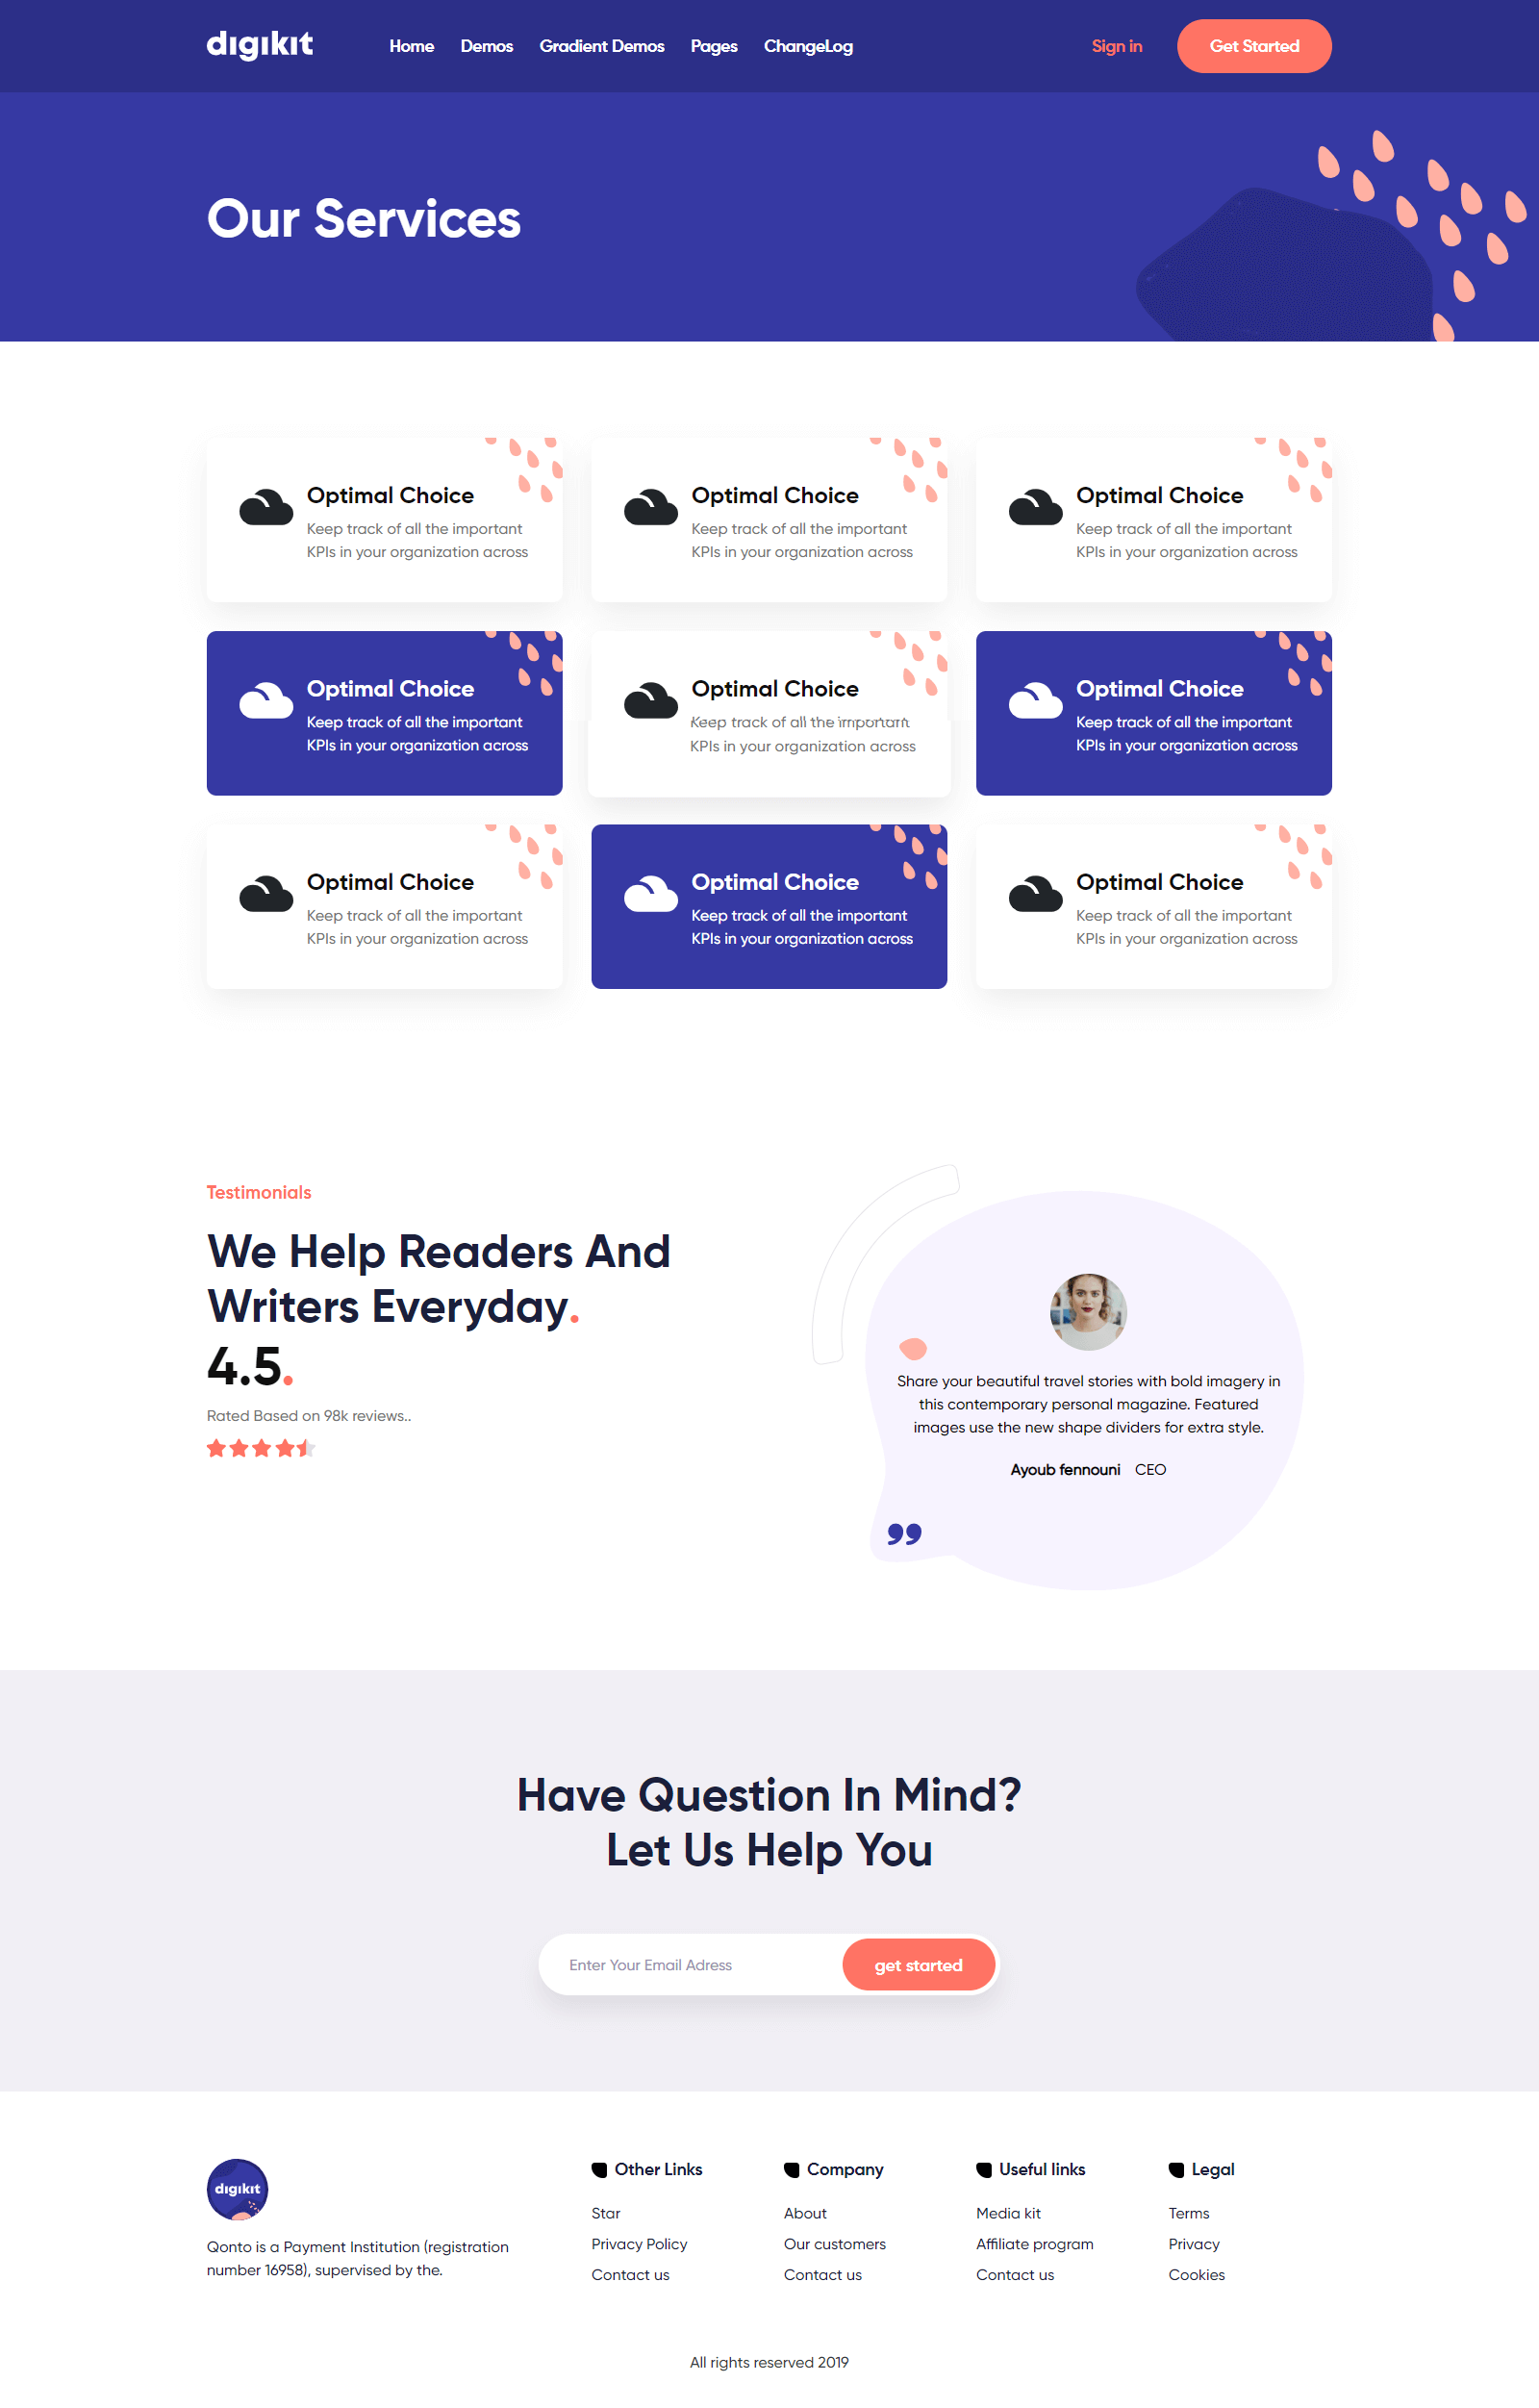 digikit
Home Demos Gradient Demos Pages ChangeLog
Sign in Get Started
Our Services
Optimal Choice
Keep track of all the important
KPIs in your organization across
Optimal Choice
Keep track of all the important
KPIs in your organization across
Optimal Choice
Keep track of all the important
KPIs in your organization across
Optimal Choice
Keep track of all the important
KPIs in your organization across
Optimal Choice
Keep track of all the important
KPIs in your organization across
Optimal Choice
Keep track of all the important
KPIs in your organization across
Optimal Choice
Keep track of all the important
KPIs in your organization across
Optimal Choice
Keep track of all the important
KPIs in your organization across
Optimal Choice
Keep track of all the important
KPIs in your organization across
Testimonials
We Help Readers And
Writers Everyday.
4.5.
Rated Based on 98k reviews..
Share your beautiful travel stories with bold imagery in
this contemporary personal magazine. Featured
images use the new shape dividers for extra style.
Ayoub fennouni CEO
Have Question In Mind?
Let Us Help You
Enter Your Email Adress
get started
digikit
Qonto is a Payment Institution (registration
number 16958), supervised by the.
Other Links
Star
Privacy Policy
Contact us
Company
About
Our customers
Contact us
Useful links
Media kit
Affiliate program
Contact us
Legal
Terms
Privacy
Cookies
All rights reserved 2019